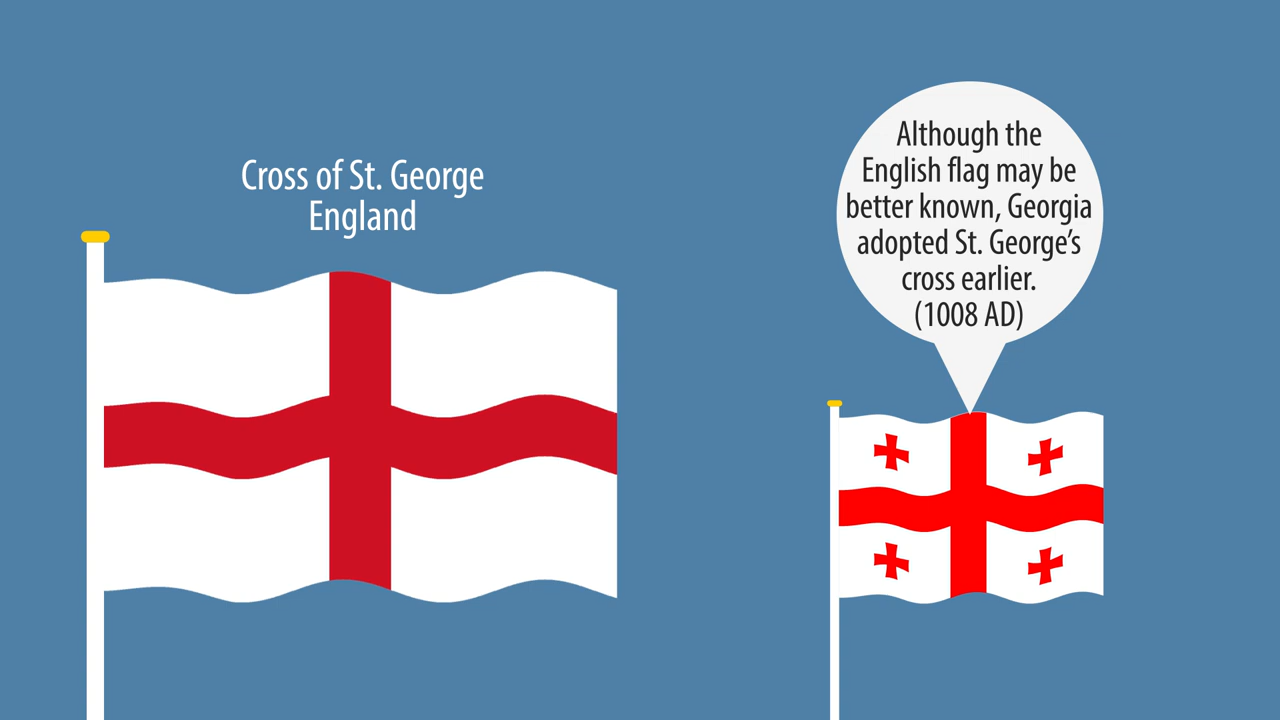 Cross of St. George
England
Although the
English flag may be
better known, Georgia
adopted St. George’s
cross earlier.
(1008 AD)